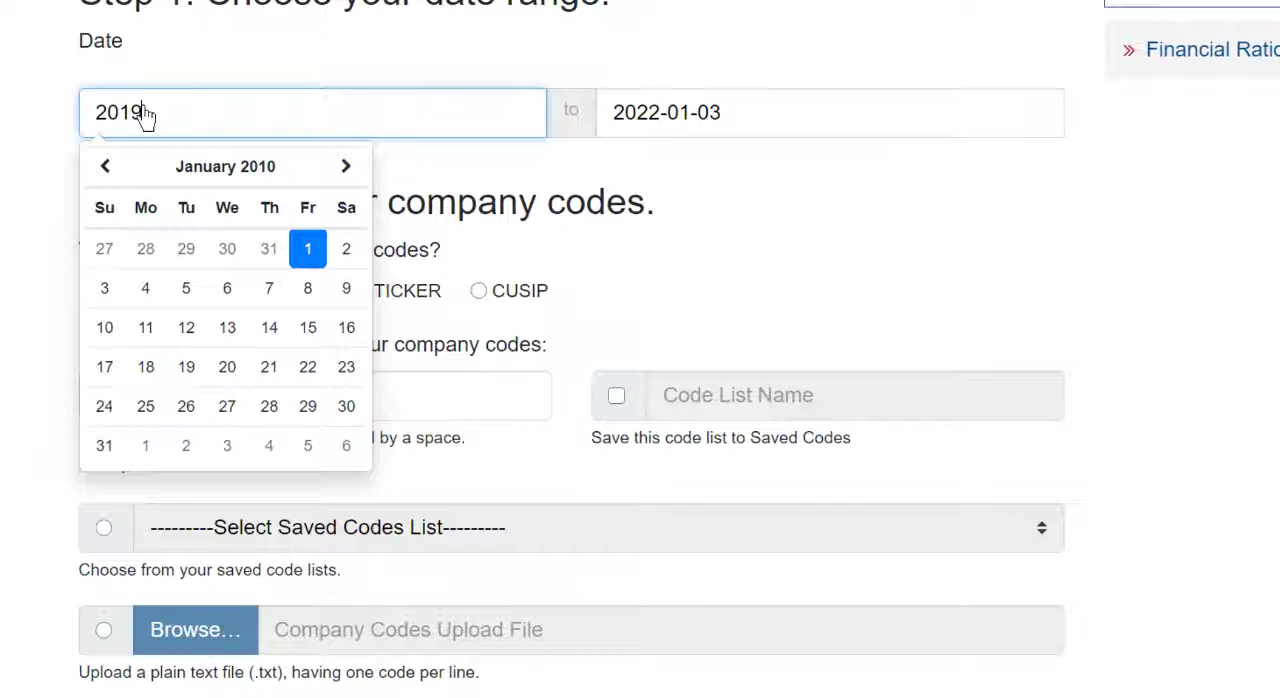 Step 1: Choose your date range.
Date
» Financial Ratio
2019 to 2022-01-03
January 2010
Su Mo Tu We Th Fr Sa
company codes.
27 28 29 30 31 1 2
codes?
3 4 5 6 7 8 9
TICKER CUSIP
10 11 12 13 14 15 16
ur company codes:
17 18 19 20 21 22 23
24 25 26 27 28 29 30
Code List Name
d by a space.
Save this code list to Saved Codes
31 1 2 3 4 5 6
---------Select Saved Codes List---------
Choose from your saved code lists.
Browse... Company Codes Upload File
Upload a plain text file (.txt), having one code per line.